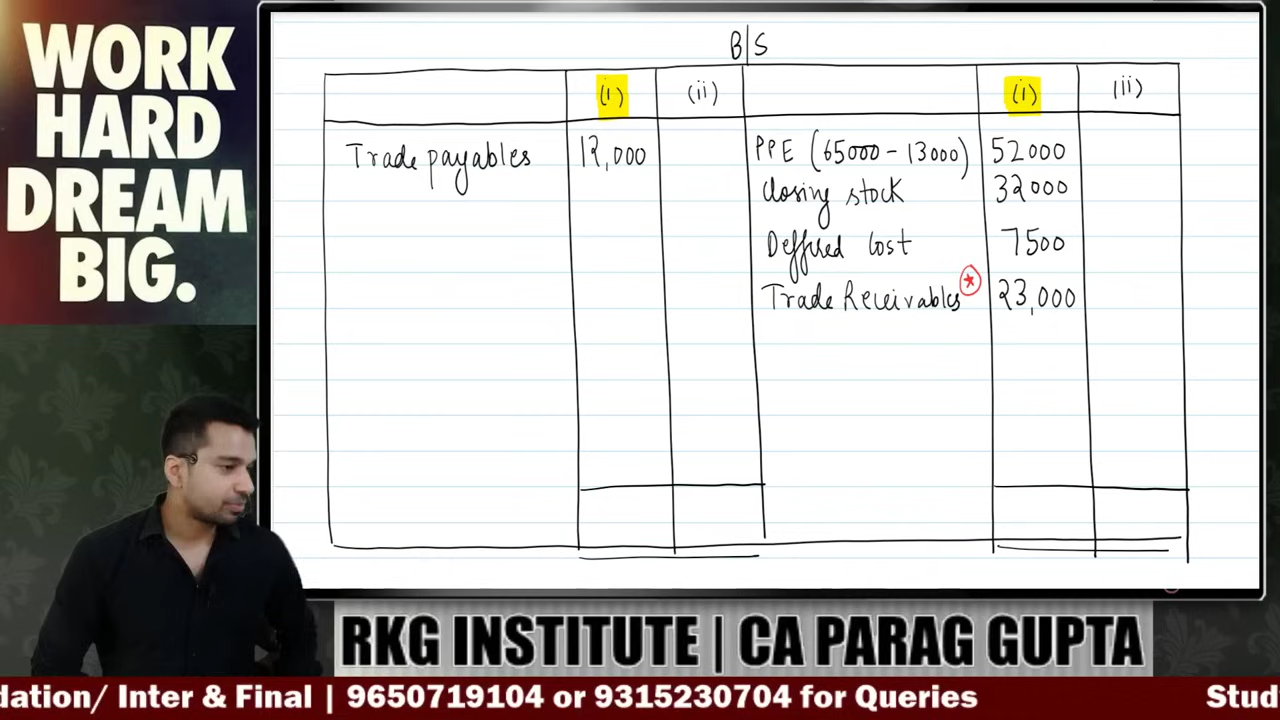 WORK
HARD
DREAM
BIG.
B/S
(i) (ii) (i) (ii)
Trade payables 12,000 PPE (65000 - 13000) 52000
Closing stock 32000
Deffered Cost 7500
Trade Receivables * 23,000
RKG INSTITUTE | CA PARAG GUPTA
dation/ Inter & Final | 9650719104 or 9315230704 for Queries Stud